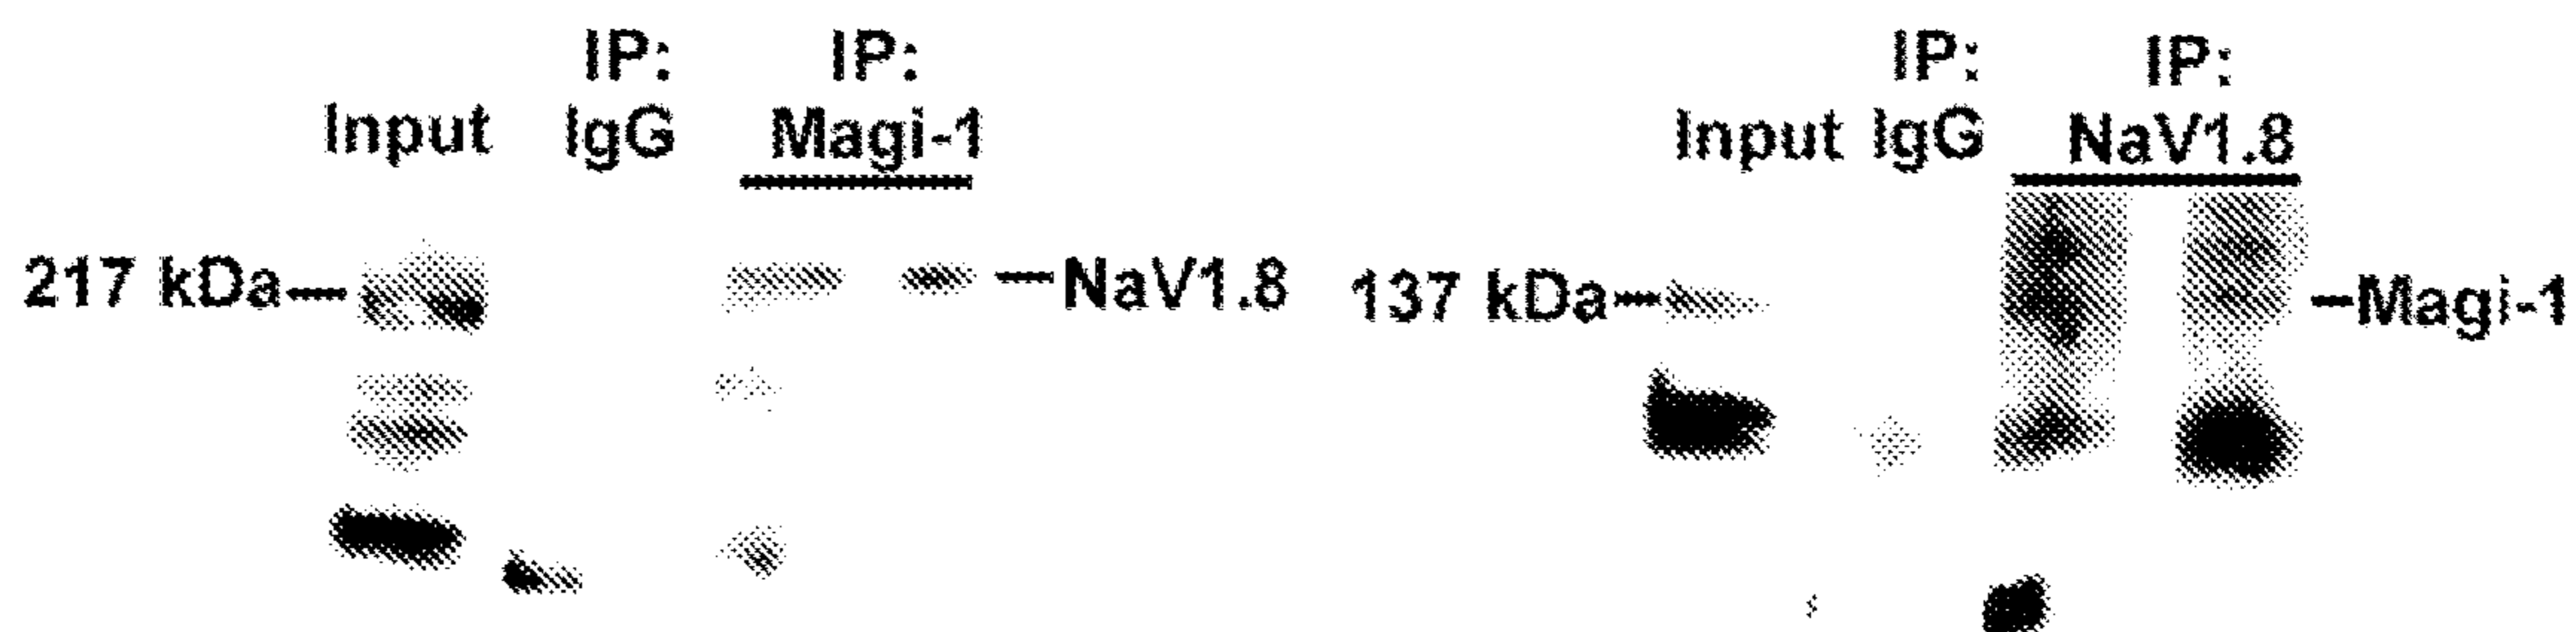 IP: IP:
Input IgG Magi-1
217 kDa NaV1.8
IP: IP:
Input IgG NaV1.8
137 kDa Magi-1